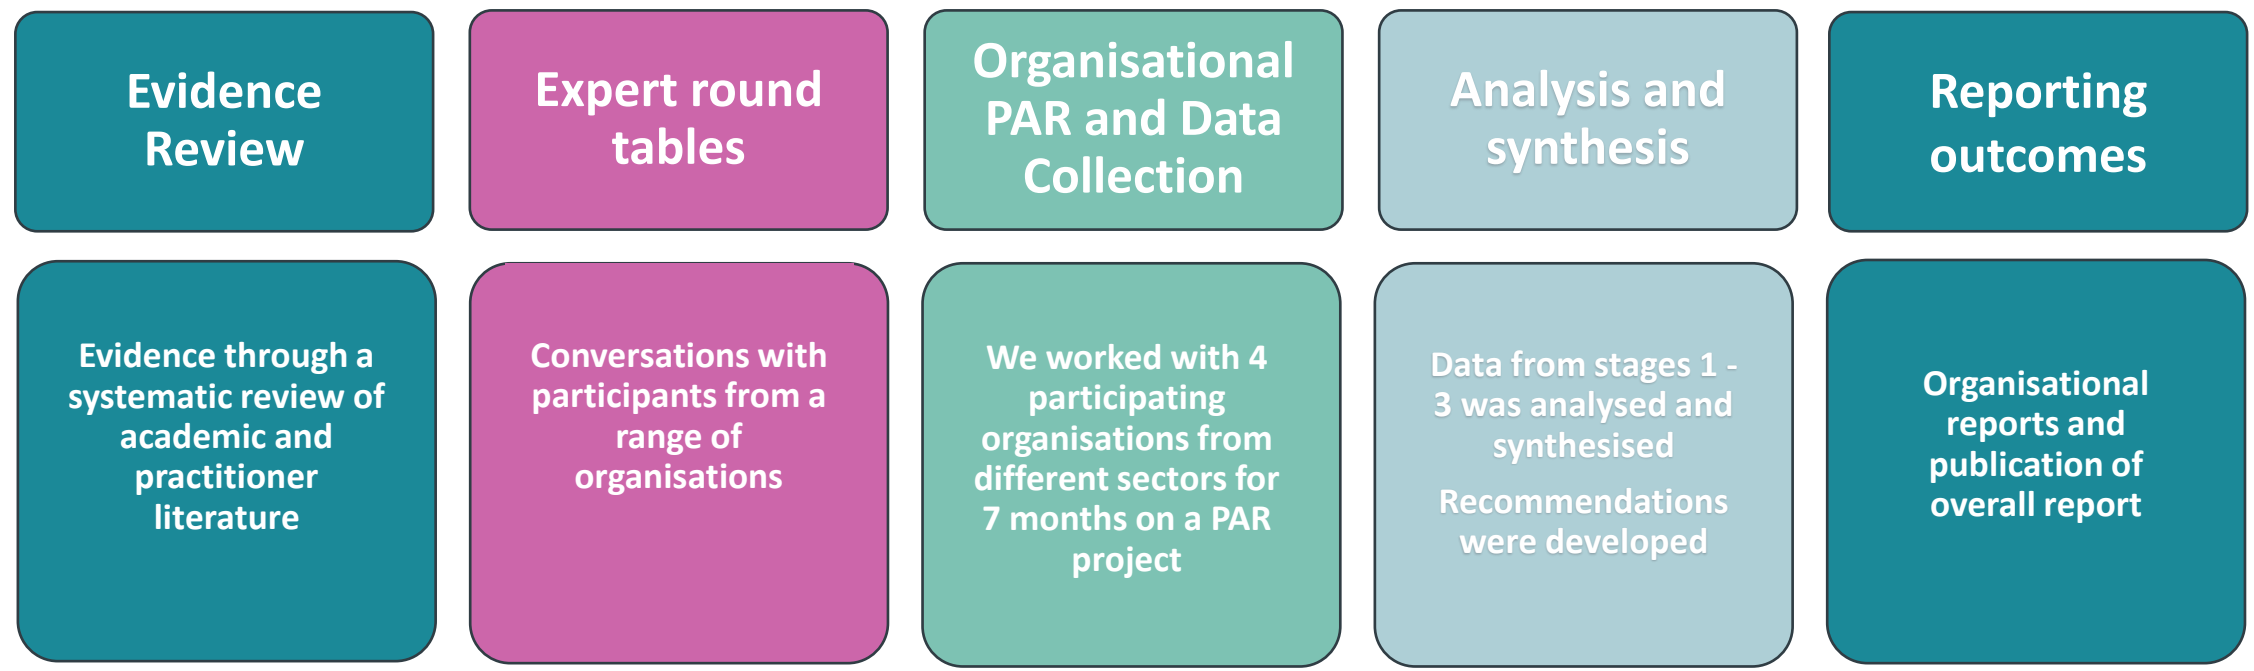 Evidence
Review
Expert round
tables
Organisational
PAR and Data
Collection
Analysis and
synthesis
Reporting
outcomes
Evidence through a
systematic review of
academic and
practitioner
literature
Conversations with
participants from a
range of
organisations
We worked with 4
participating
organisations from
different sectors for
7 months on a PAR
project
Data from stages 1 -
3 was analysed and
synthesised
Recommendations
were developed
Organisational
reports and
publication of
overall report